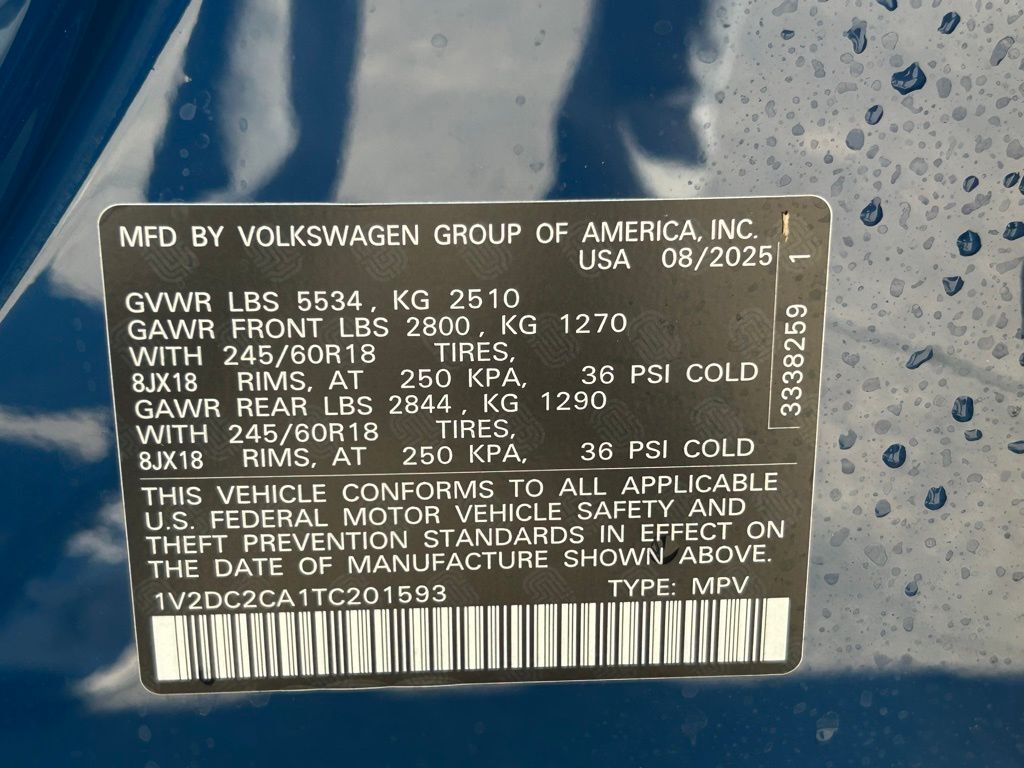 MFD BY VOLKSWAGEN GROUP OF AMERICA, INC.
USA 08/2025
GVWR LBS 5534, KG 2510
GAWR FRONT LBS 2800, KG 1270
WITH 245/60R18 TIRES,
8JX18 RIMS, AT 250 KPA, 36 PSI COLD
GAWR REAR LBS 2844, KG 1290
WITH 245/60R18 TIRES,
8JX18 RIMS, AT 250 KPA, 36 PSI COLD
THIS VEHICLE CONFORMS TO ALL APPLICABLE
U.S. FEDERAL MOTOR VEHICLE SAFETY AND
THEFT PREVENTION STANDARDS IN EFFECT ON
THE DATE OF MANUFACTURE SHOWN ABOVE.
1V2DC2CA1TC201593 TYPE: MPV
3338259 1